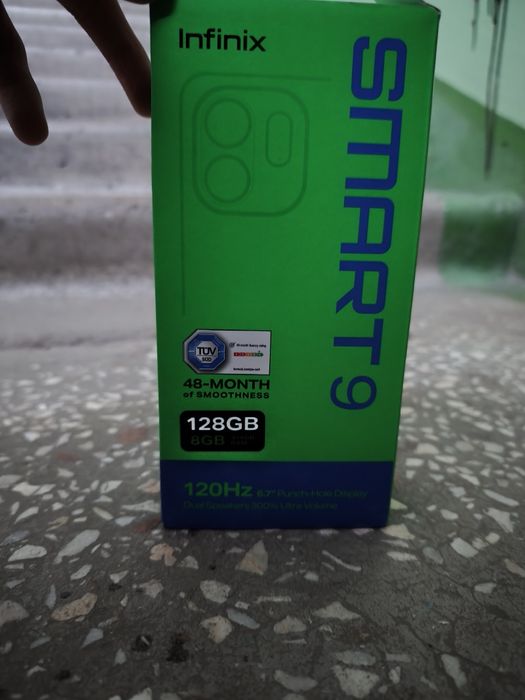 Infinix
SMART 9
TÜV
SÜD
48-MONTH
of SMOOTHNESS
128GB
8GB
120Hz 6.7" Punch-Hole Display
Dual Speakers 300% Ultra Volume